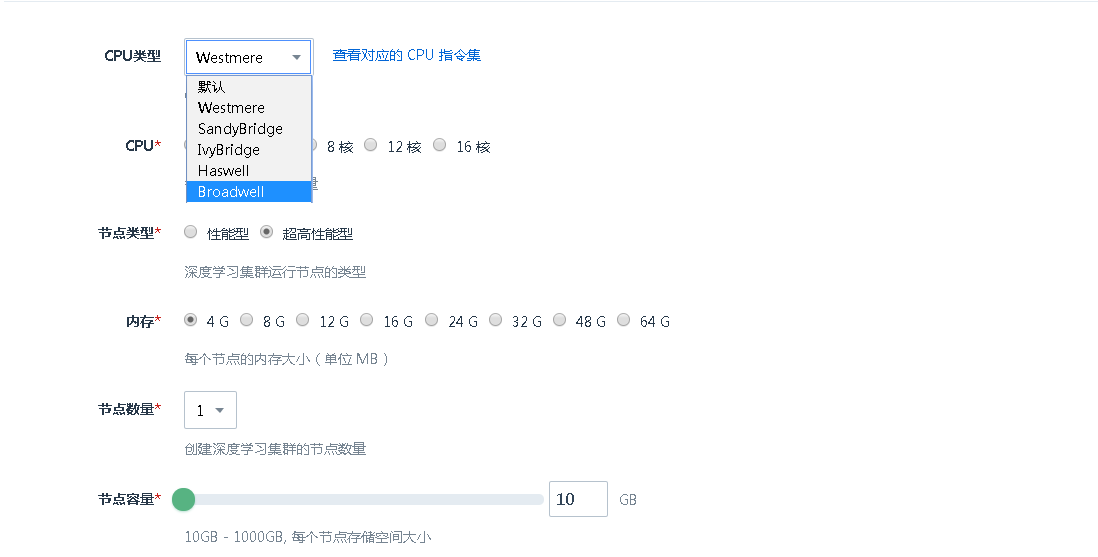 CPU类型 Westmere 查看对应的 CPU 指令集
默认
Westmere
SandyBridge
CPU* 8 核 12 核 16 核
IvyBridge
Haswell
Broadwell
节点类型* 性能型 超高性能型
深度学习集群运行节点的类型
内存* 4 G 8 G 12 G 16 G 24 G 32 G 48 G 64 G
每个节点的内存大小 ( 单位 MB )
节点数量* 1
创建深度学习集群的节点数量
节点容量* 10 GB
10GB - 1000GB, 每个节点存储空间大小